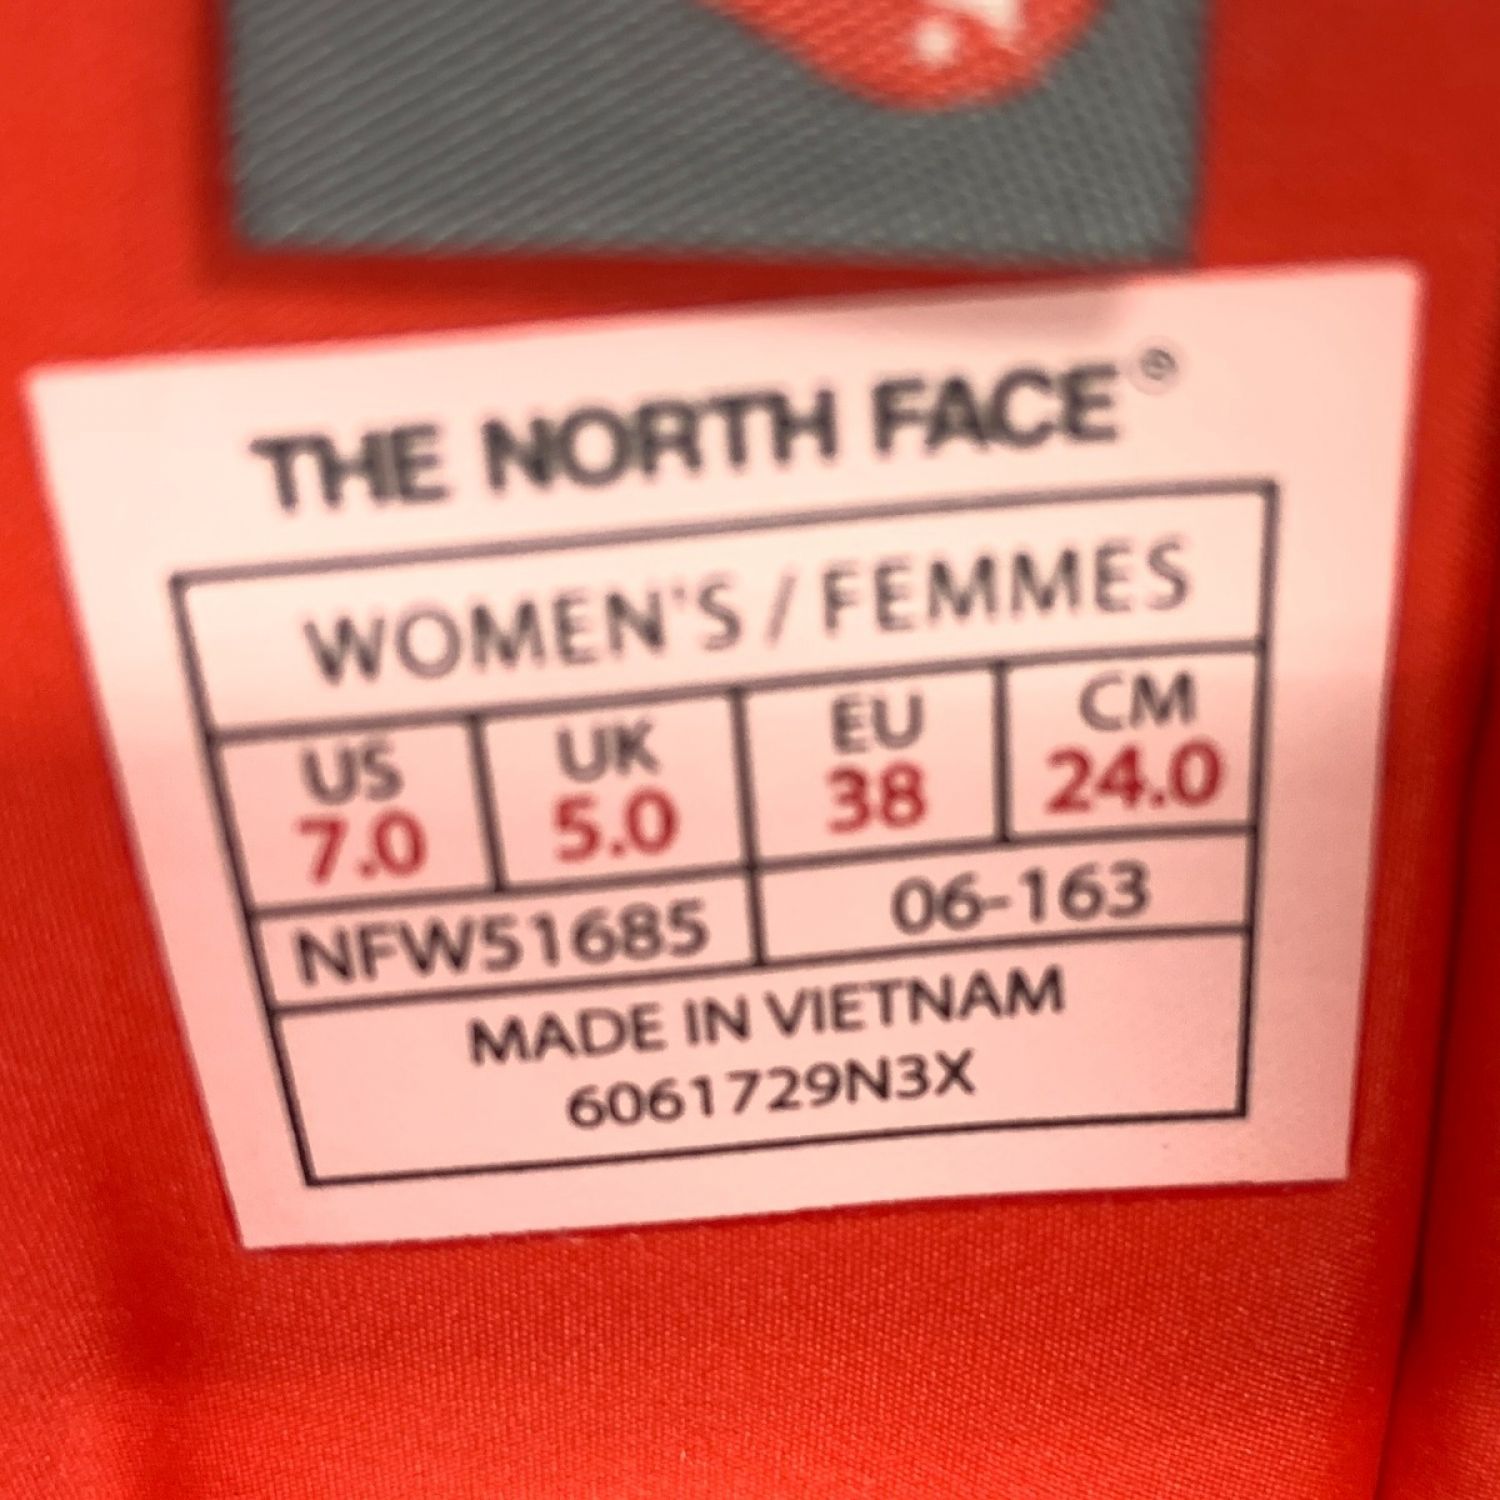 THE NORTH FACE®
WOMEN'S / FEMMES
US UK EU CM
7.0 5.0 38 24.0
NFW51685 06-163
MADE IN VIETNAM
6061729N3X